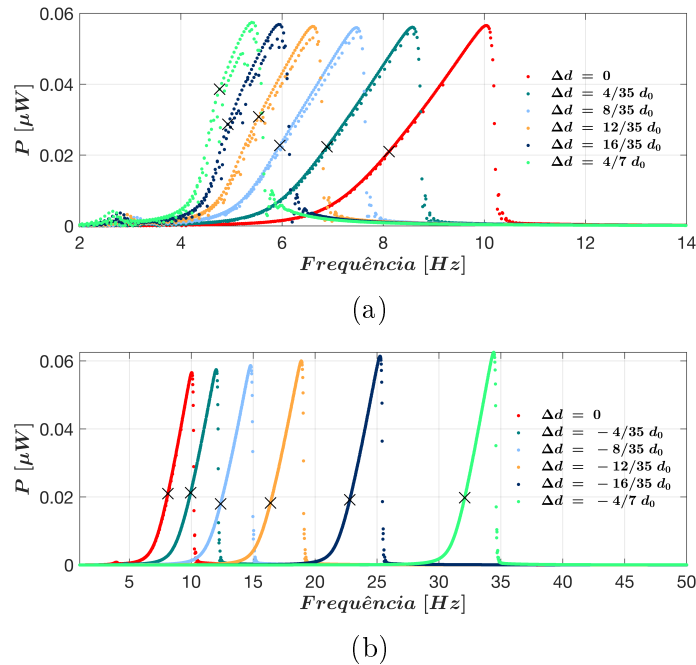 0.06
0.04
0.02
0
P [μW]
2
4
6
8
10
12
14
Frequência [Hz]
Δd = 0
Δd = 4/35 d₀
Δd = 8/35 d₀
Δd = 12/35 d₀
Δd = 16/35 d₀
Δd = 4/7 d₀
(a)
0.06
0.04
0.02
0
P [μW]
5
10
15
20
25
30
35
40
45
50
Frequência [Hz]
Δd = 0
Δd = − 4/35 d₀
Δd = − 8/35 d₀
Δd = − 12/35 d₀
Δd = − 16/35 d₀
Δd = − 4/7 d₀
(b)